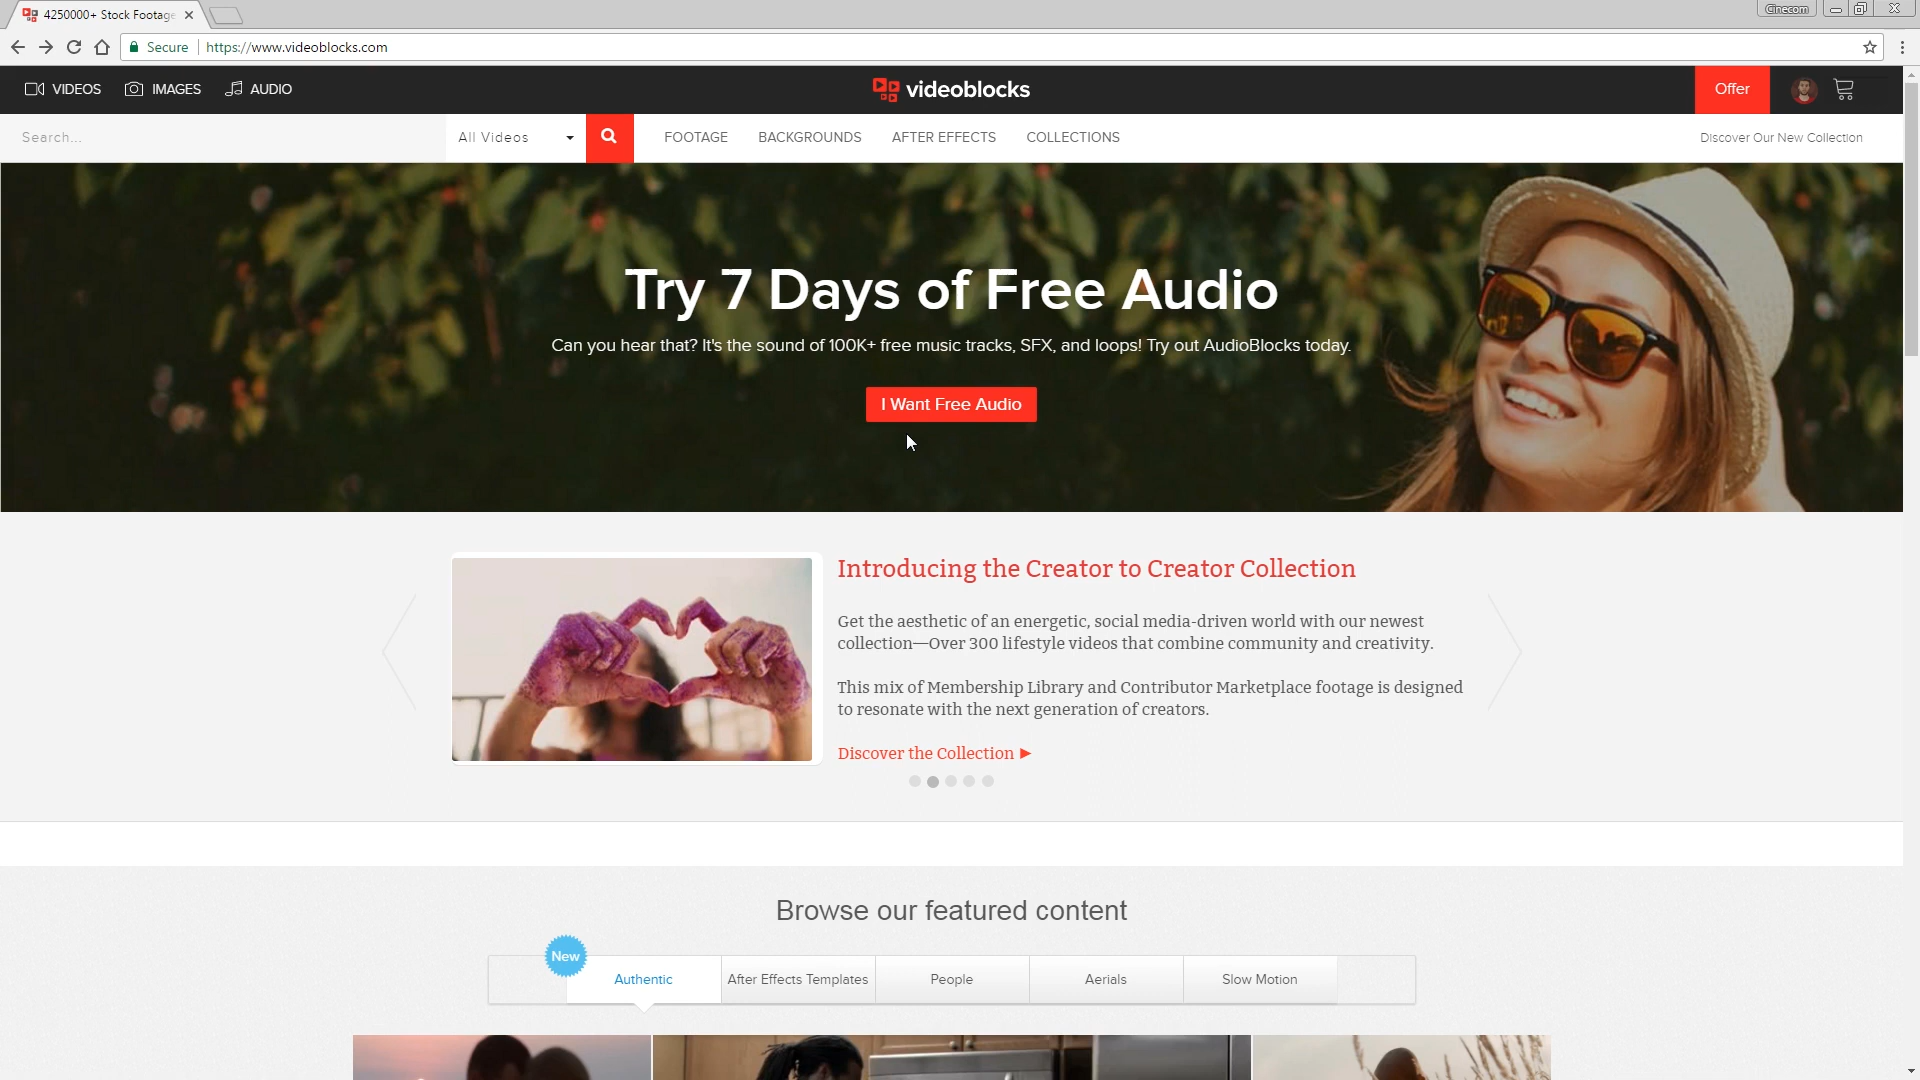 4250000+ Stock Footage
Cinecom
Secure
https://www.videoblocks.com
VIDEOS
IMAGES
AUDIO
videoblocks
Offer
Search...
All Videos
FOOTAGE
BACKGROUNDS
AFTER EFFECTS
COLLECTIONS
Discover Our New Collection
Try 7 Days of Free Audio
Can you hear that? It's the sound of 100K+ free music tracks, SFX, and loops! Try out AudioBlocks today.
I Want Free Audio
Introducing the Creator to Creator Collection
Get the aesthetic of an energetic, social media-driven world with our newest
collection—Over 300 lifestyle videos that combine community and creativity.
This mix of Membership Library and Contributor Marketplace footage is designed
to resonate with the next generation of creators.
Discover the Collection ►
Browse our featured content
New
Authentic
After Effects Templates
People
Aerials
Slow Motion